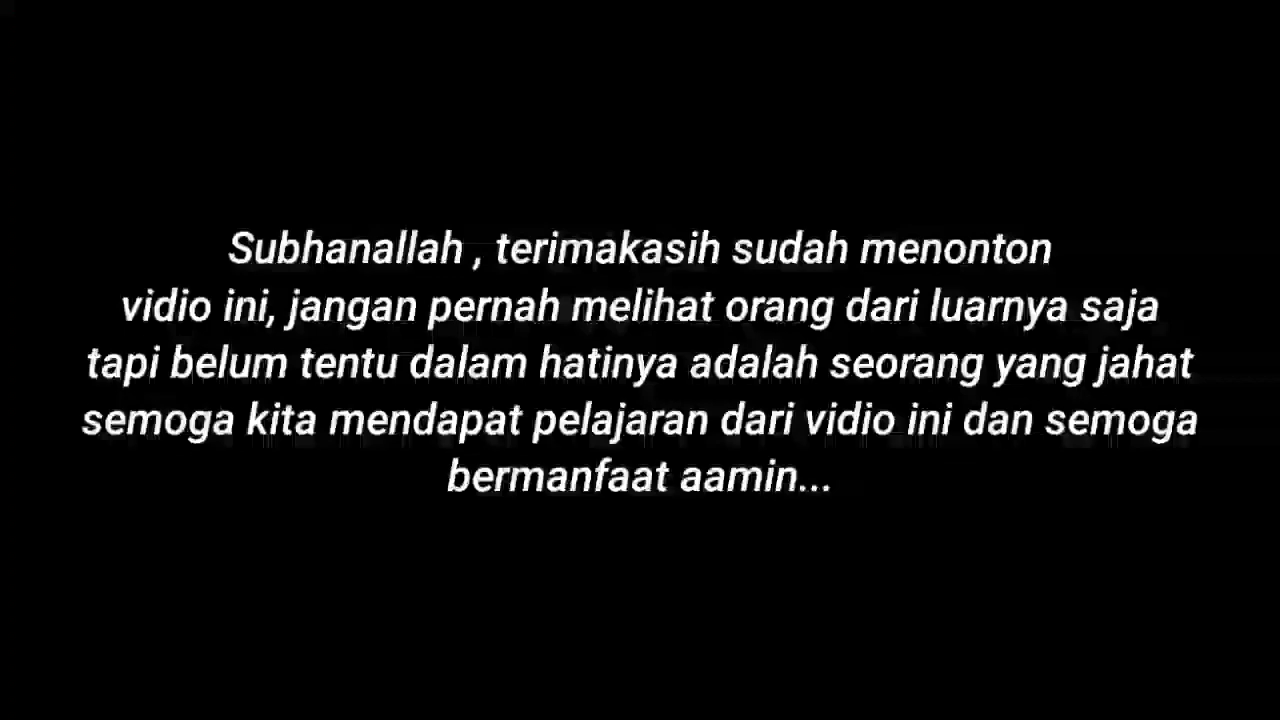 Subhanallah , terimakasih sudah menonton
vidio ini, jangan pernah melihat orang dari luarnya saja
tapi belum tentu dalam hatinya adalah seorang yang jahat
semoga kita mendapat pelajaran dari vidio ini dan semoga
bermanfaat aamin...